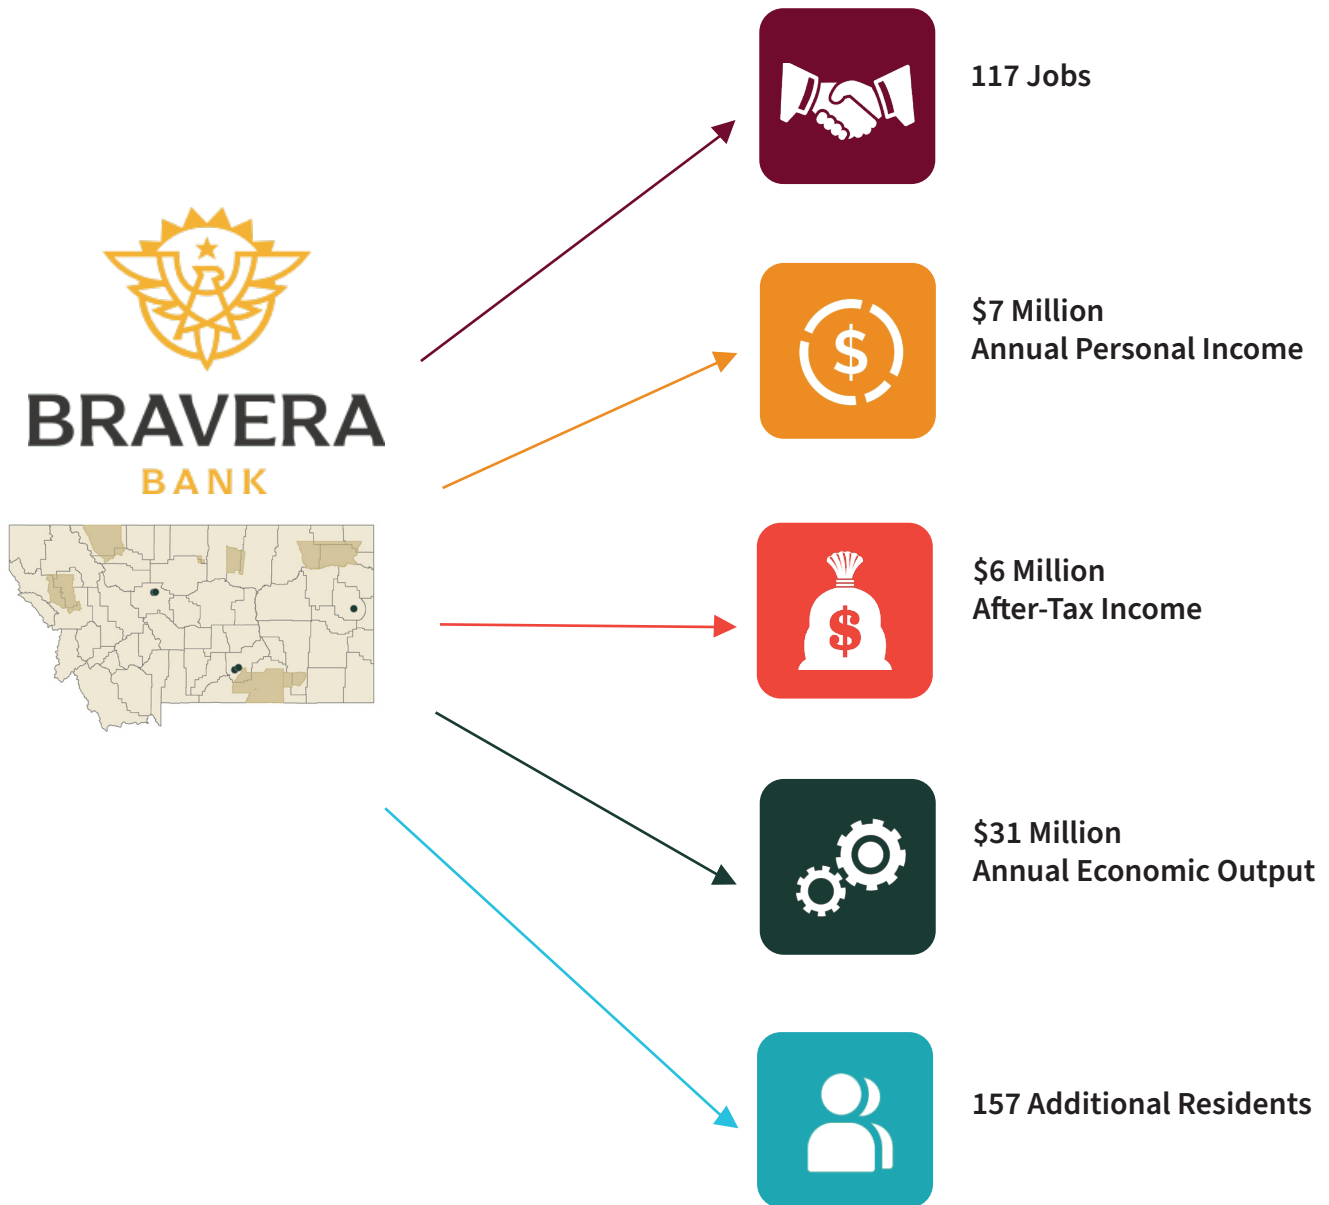 BRAVERA
BANK
117 Jobs
$7 Million
Annual Personal Income
$6 Million
After-Tax Income
$31 Million
Annual Economic Output
157 Additional Residents